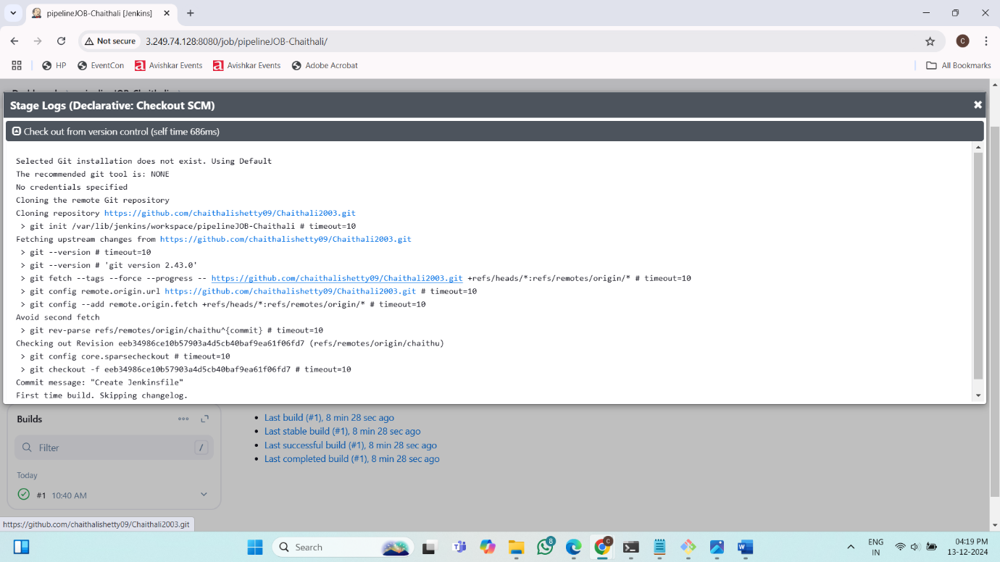 pipelineJOB-Chaithali [Jenkins]
Not secure 3.249.74.128:8080/job/pipelineJOB-Chaithali/
C
HP EventCon Avishkar Events Avishkar Events Adobe Acrobat All Bookmarks
Stage Logs (Declarative: Checkout SCM)
Check out from version control (self time 686ms)
Selected Git installation does not exist. Using Default
The recommended git tool is: NONE
No credentials specified
Cloning the remote Git repository
Cloning repository https://github.com/chaithalishetty09/Chaithali2003.git
> git init /var/lib/jenkins/workspace/pipelineJOB-Chaithali # timeout=10
Fetching upstream changes from https://github.com/chaithalishetty09/Chaithali2003.git
> git --version # timeout=10
> git --version # 'git version 2.43.0'
> git fetch --tags --force --progress -- https://github.com/chaithalishetty09/Chaithali2003.git +refs/heads/*:refs/remotes/origin/* # timeout=10
> git config remote.origin.url https://github.com/chaithalishetty09/Chaithali2003.git # timeout=10
> git config --add remote.origin.fetch +refs/heads/*:refs/remotes/origin/* # timeout=10
Avoid second fetch
> git rev-parse refs/remotes/origin/chaithu^{commit} # timeout=10
Checking out Revision eeb34986ce10b57903a4d5cb40baf9ea61f06fd7 (refs/remotes/origin/chaithu)
> git config core.sparsecheckout # timeout=10
> git checkout -f eeb34986ce10b57903a4d5cb40baf9ea61f06fd7 # timeout=10
Commit message: "Create Jenkinsfile"
First time build. Skipping changelog.
Builds
Filter /
Today
#1 10:40 AM
Last build (#1), 8 min 28 sec ago
Last stable build (#1), 8 min 28 sec ago
Last successful build (#1), 8 min 28 sec ago
Last completed build (#1), 8 min 28 sec ago
https://github.com/chaithalishetty09/Chaithali2003.git
Search
8
ENG
IN
04:19 PM
13-12-2024